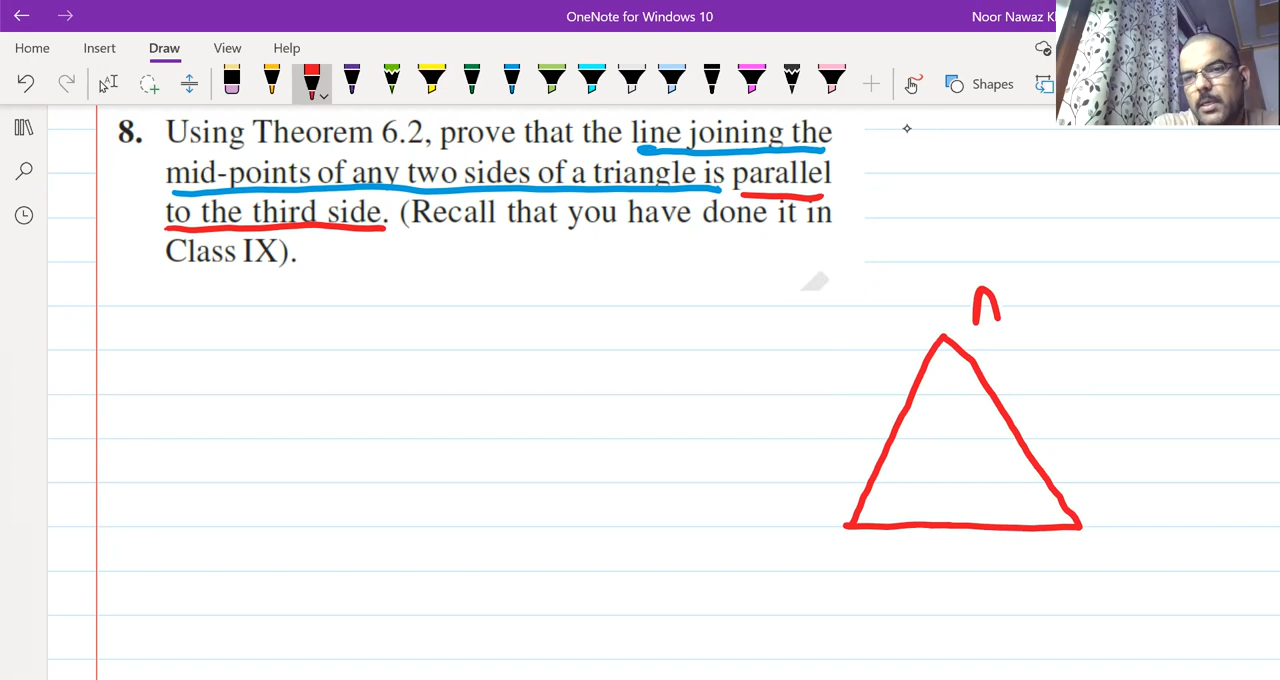 OneNote for Windows 10
Noor Nawaz
Home Insert Draw View Help
Shapes
8. Using Theorem 6.2, prove that the line joining the
mid-points of any two sides of a triangle is parallel
to the third side. (Recall that you have done it in
Class IX).